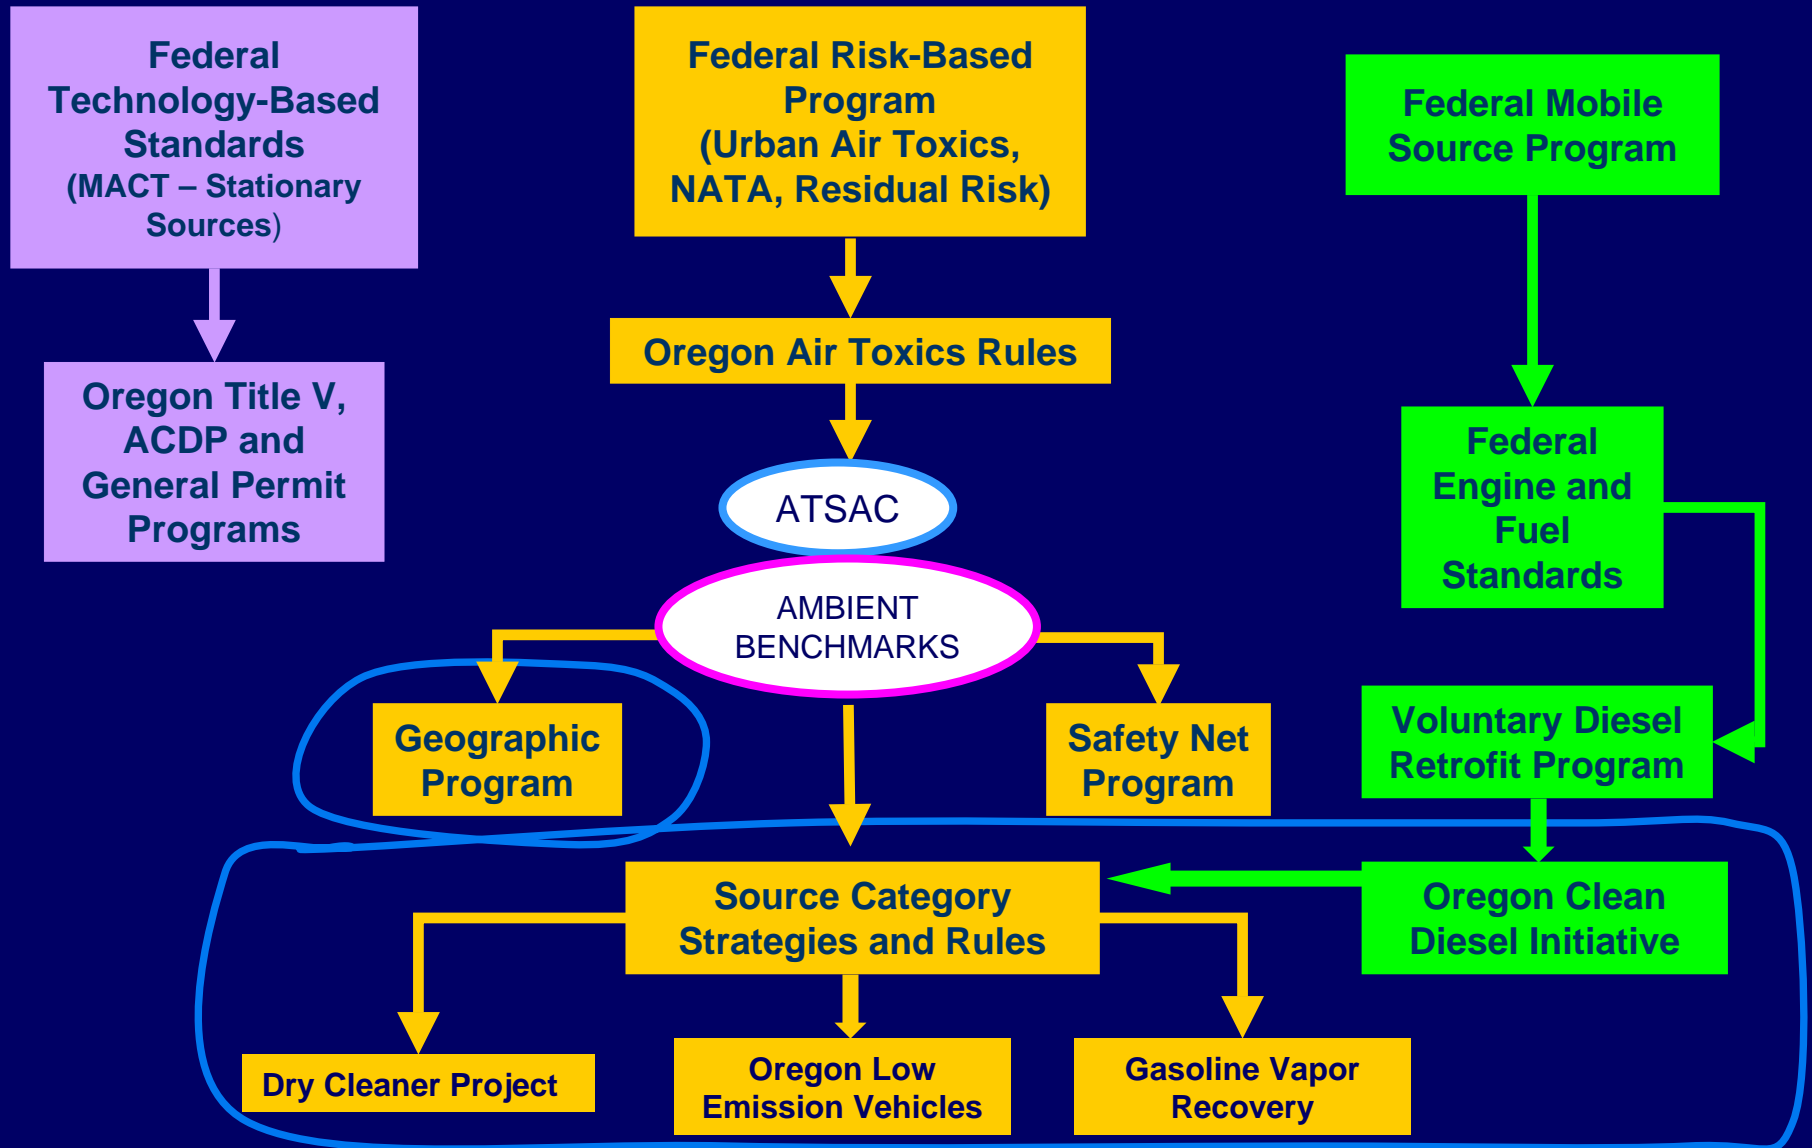 Federal
Technology-Based
Standards
(MACT – Stationary
Sources)
Federal Risk-Based
Program
(Urban Air Toxics,
NATA, Residual Risk)
Federal Mobile
Source Program
Oregon Air Toxics Rules
Oregon Title V,
ACDP and
General Permit
Programs
ATSAC
Federal
Engine and
Fuel
Standards
AMBIENT
BENCHMARKS
Geographic
Program
Safety Net
Program
Voluntary Diesel
Retrofit Program
Source Category
Strategies and Rules
Oregon Clean
Diesel Initiative
Dry Cleaner Project
Oregon Low
Emission Vehicles
Gasoline Vapor
Recovery